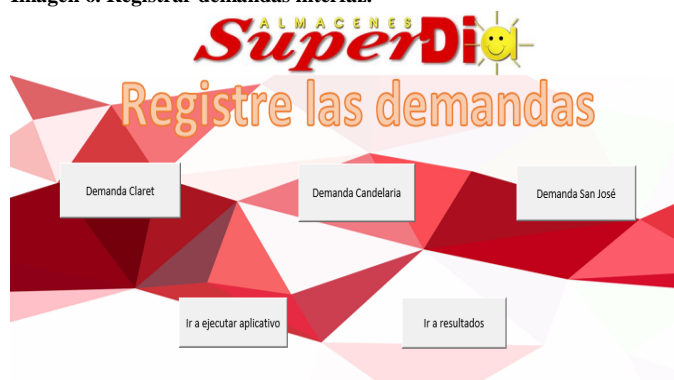 Imagen 6. Registrar demandas interfaz.
ALMACENES
SuperDia
Registre las demandas
Demanda Claret
Demanda Candelaria
Demanda San José
Ir a ejecutar aplicativo
Ir a resultados